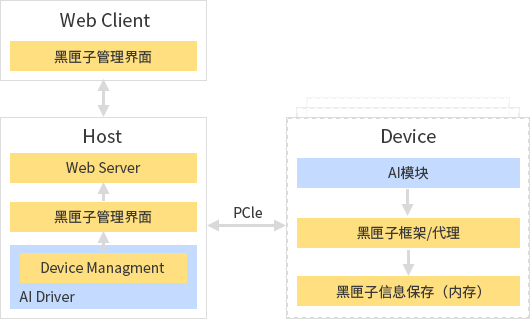 Web Client
黑匣子管理界面
Host
Web Server
黑匣子管理界面
Device Managment
AI Driver
PCle
Device
AI模块
黑匣子框架/代理
黑匣子信息保存（内存）